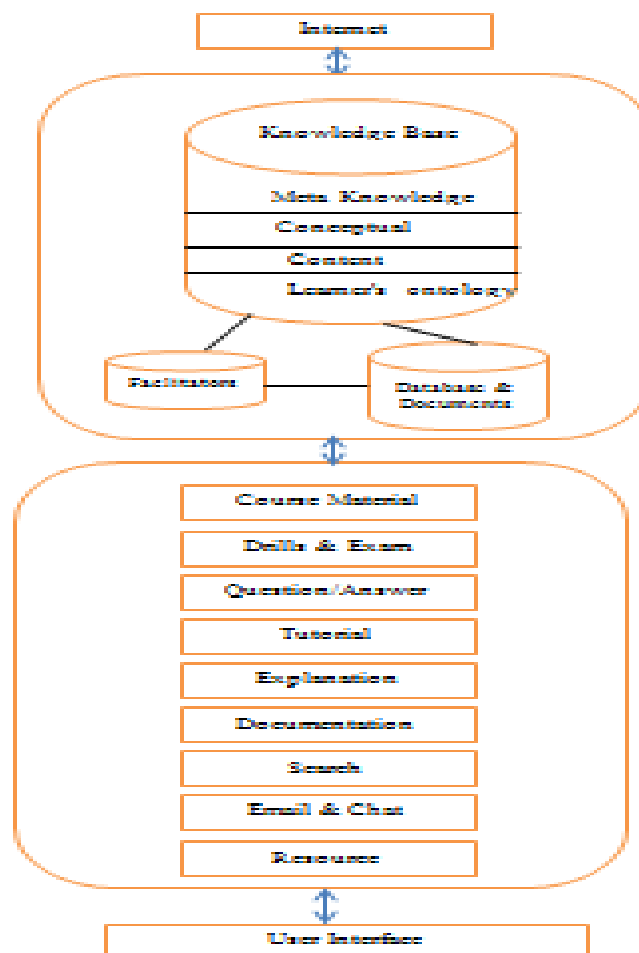 Internet
Knowledge Base
Meta Knowledge
Conceptual
Content
Learner's ontology
Facilitators
Database &
Documents
Course Material
Drills & Exam
Question/Answer
Tutorial
Explanation
Documentation
Search
Email & Chat
Resource
User Interface